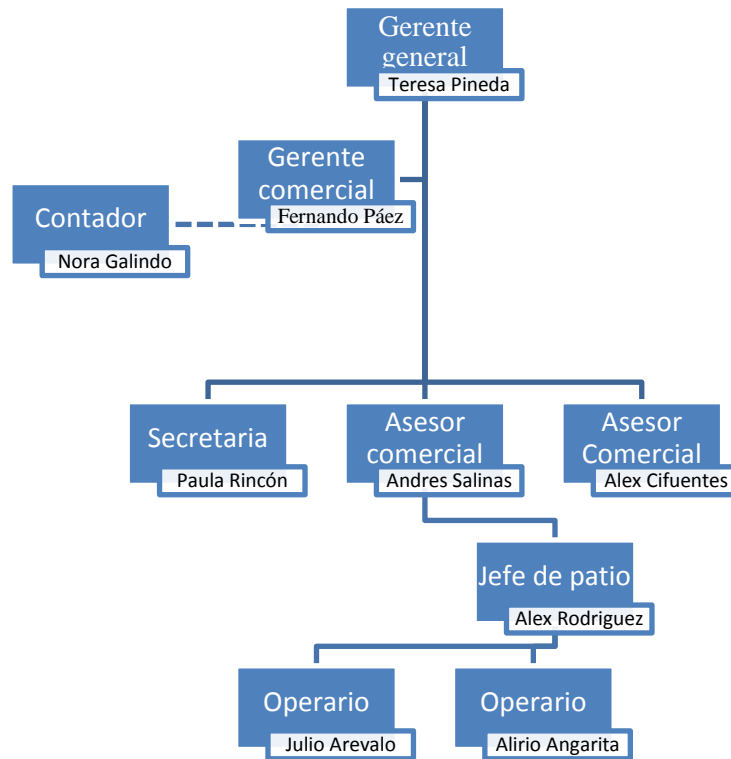 Gerente
general
Teresa Pineda
Gerente
comercial
Fernando Páez
Contador
Nora Galindo
Secretaria
Paula Rincón
Asesor
comercial
Andres Salinas
Asesor
Comercial
Alex Cifuentes
Jefe de patio
Alex Rodriguez
Operario
Julio Arevalo
Operario
Alirio Angarita